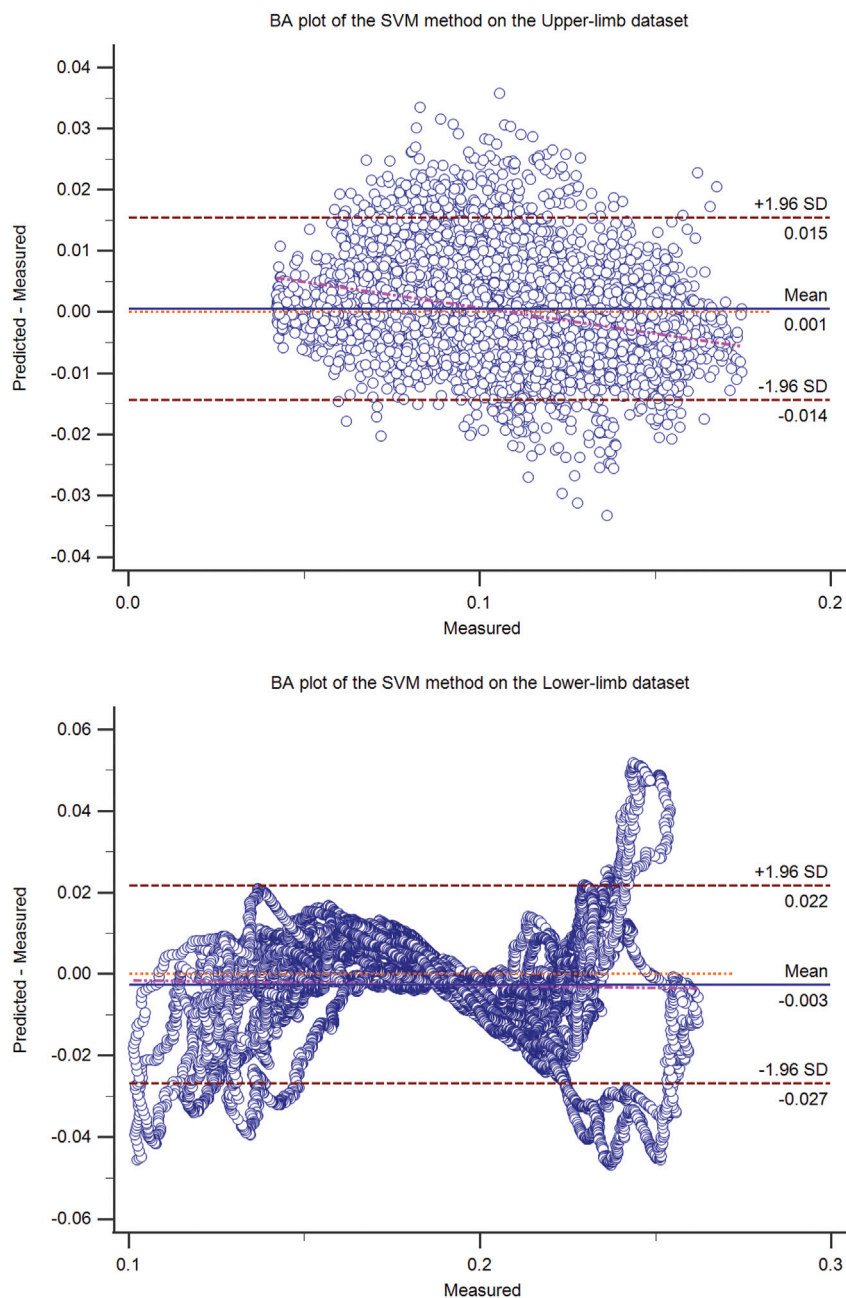 BA plot of the SVM method on the Upper-limb dataset
0.04
0.03
0.02
+1.96 SD
0.015
0.01
Mean
0.00
0.001
-0.01
-1.96 SD
-0.014
-0.02
-0.03
-0.04
Predicted - Measured
0.0 0.1 0.2
Measured
BA plot of the SVM method on the Lower-limb dataset
0.06
0.04
+1.96 SD
0.02
0.022
0.00
Mean
-0.003
-0.02
-1.96 SD
-0.027
-0.04
-0.06
Predicted - Measured
0.1 0.2 0.3
Measured